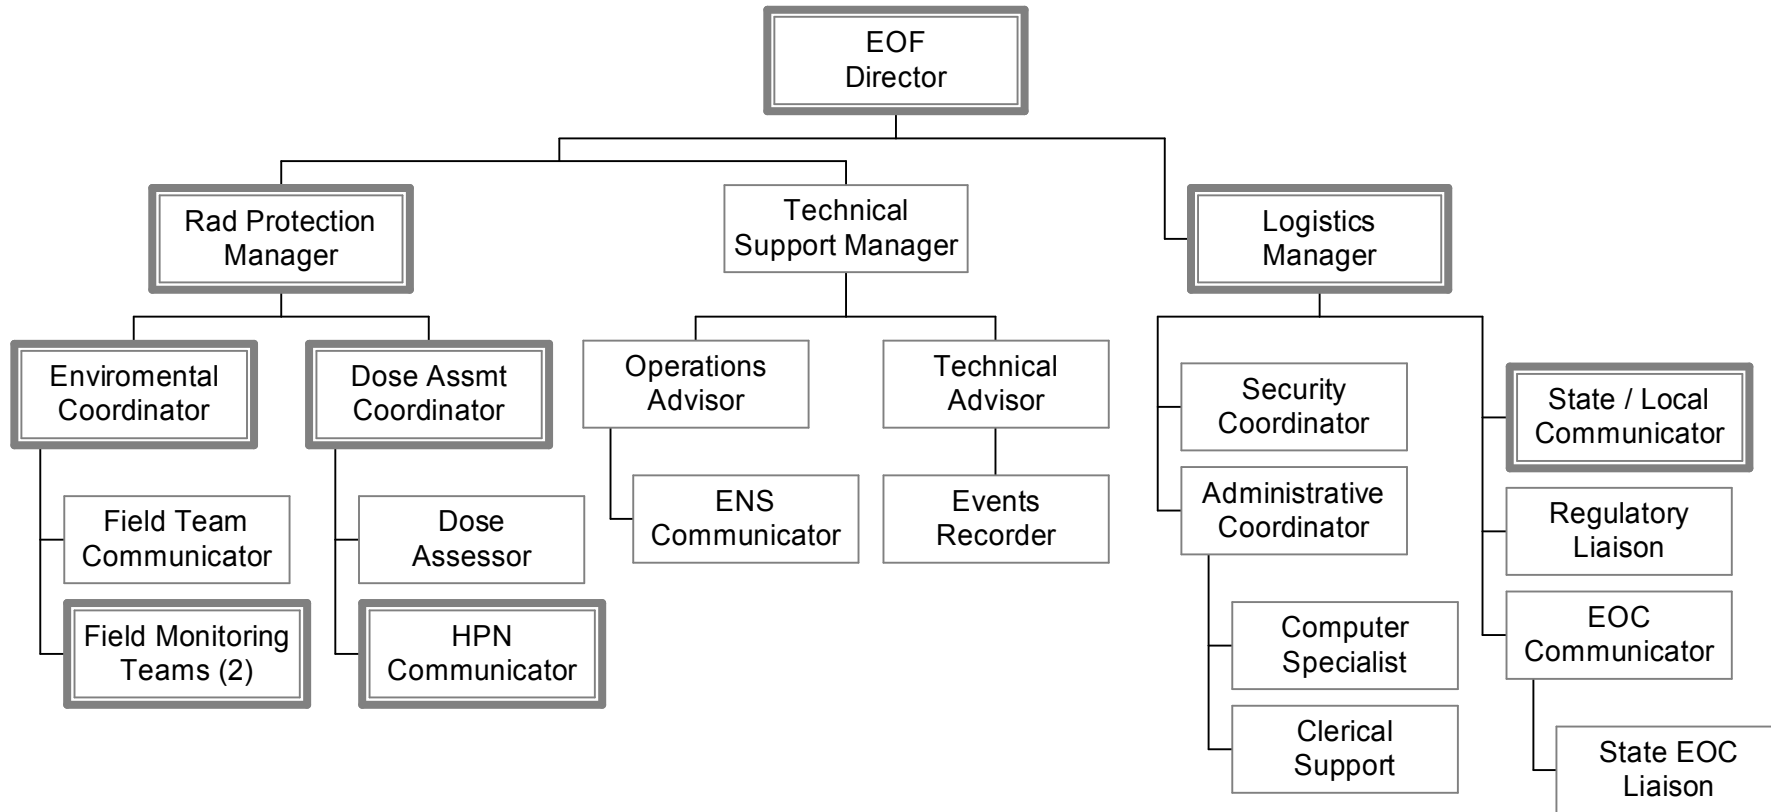 EOF
Director
Rad Protection
Manager
Technical
Support Manager
Logistics
Manager
Enviromental
Coordinator
Dose Assmt
Coordinator
Operations
Advisor
Technical
Advisor
Security
Coordinator
State / Local
Communicator
Field Team
Communicator
Dose
Assessor
ENS
Communicator
Events
Recorder
Administrative
Coordinator
Regulatory
Liaison
Field Monitoring
Teams (2)
HPN
Communicator
Computer
Specialist
EOC
Communicator
Clerical
Support
State EOC
Liaison